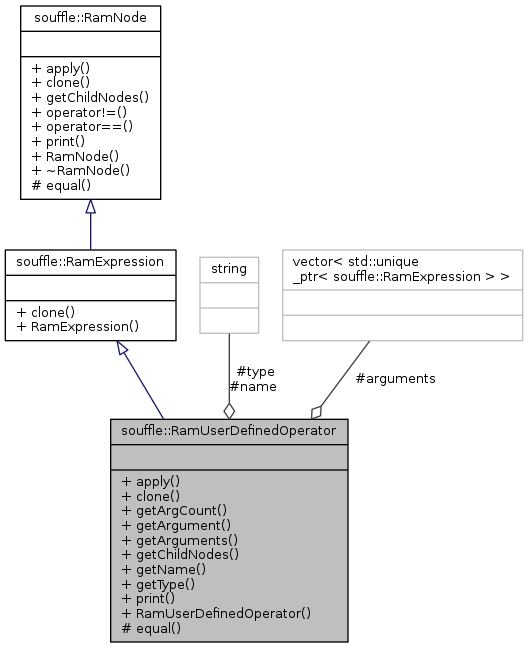 souffle::RamNode
+ apply()
+ clone()
+ getChildNodes()
+ operator!=()
+ operator==()
+ print()
+ RamNode()
+ ~RamNode()
# equal()
souffle::RamExpression
+ clone()
+ RamExpression()
string
vector< std::unique
_ptr< souffle::RamExpression > >
#type
#name
#arguments
souffle::RamUserDefinedOperator
+ apply()
+ clone()
+ getArgCount()
+ getArgument()
+ getArguments()
+ getChildNodes()
+ getName()
+ getType()
+ print()
+ RamUserDefinedOperator()
# equal()